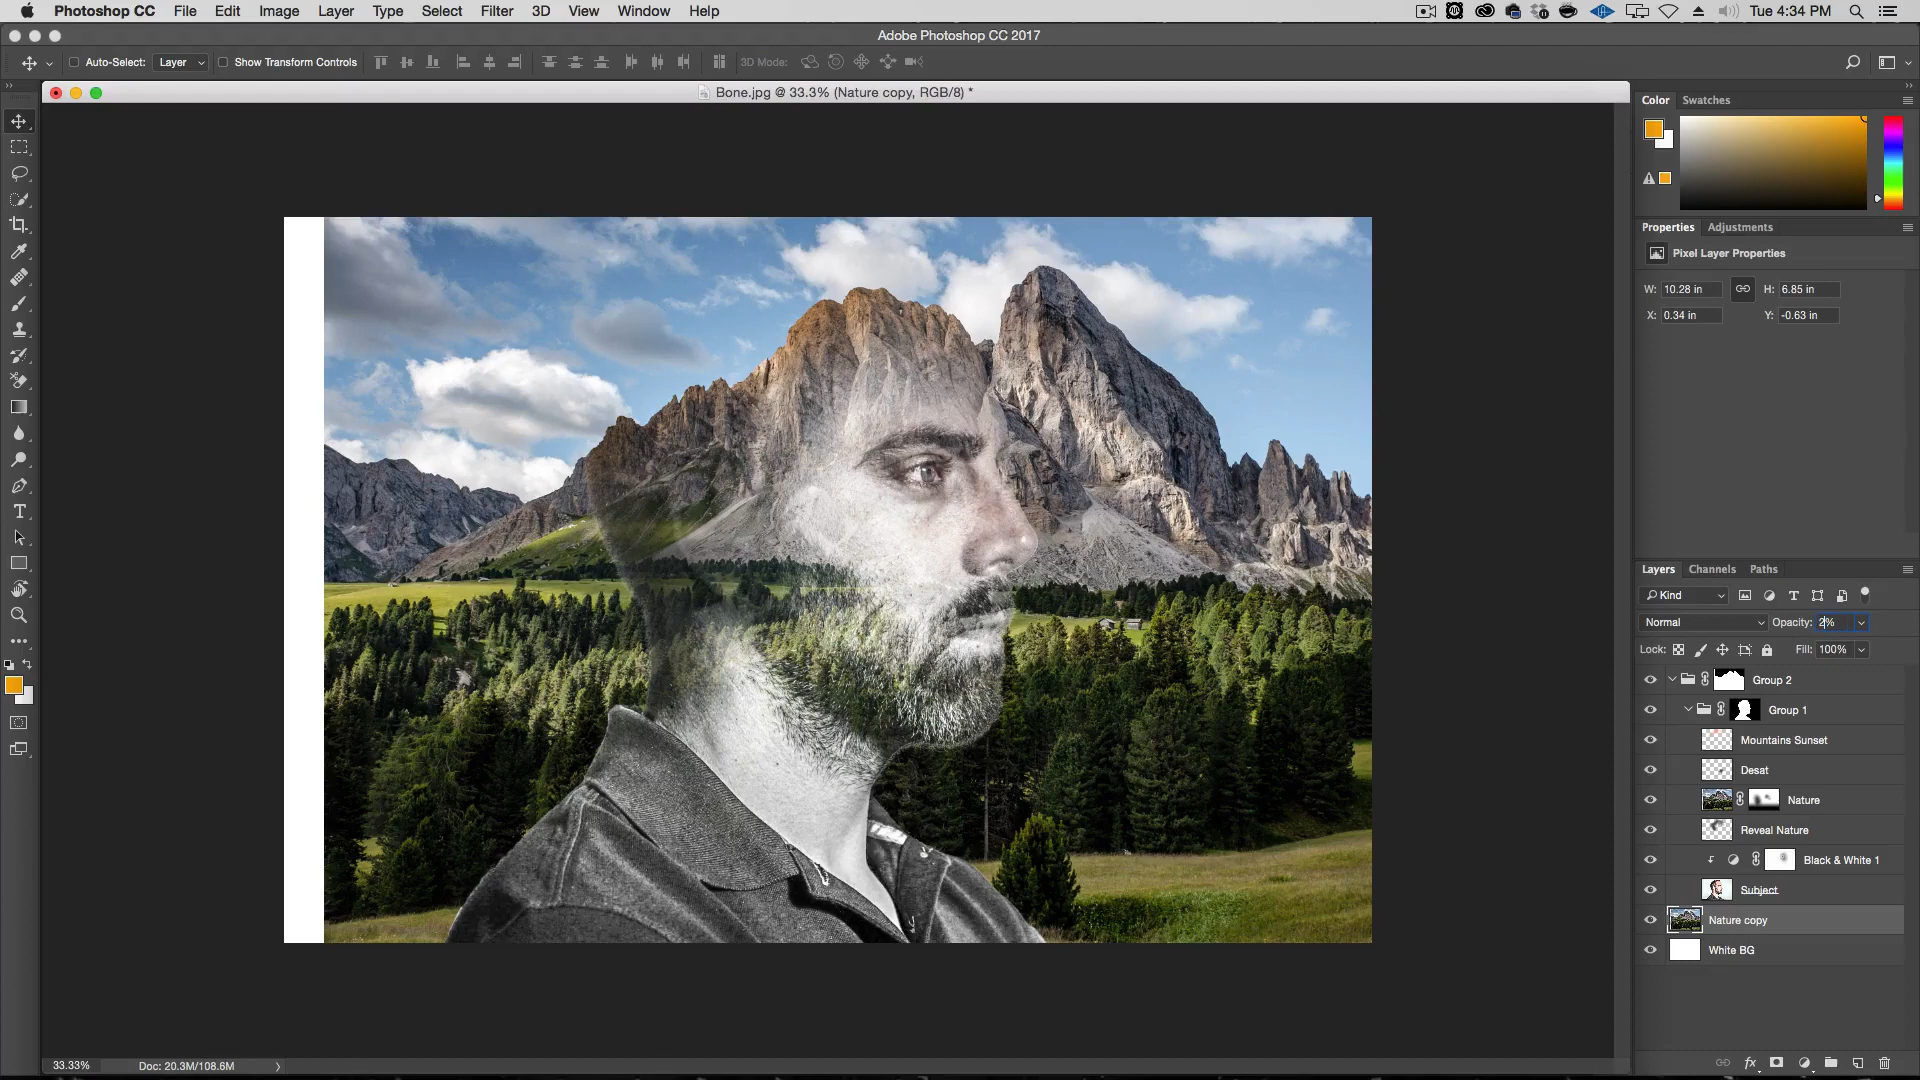 Photoshop CC File Edit Image Layer Type Select Filter 3D View Window Help Tue 4:34 PM
Adobe Photoshop CC 2017
Auto-Select: Layer Show Transform Controls 3D Mode:
Bone.jpg @ 33.3% (Nature copy, RGB/8) *
Color Swatches
Properties Adjustments
Pixel Layer Properties
W: 10.28 in H: 6.85 in
X: 0.34 in Y: -0.63 in
Layers Channels Paths
Kind
Normal Opacity: 2%
Lock: Fill: 100%
Group 2
Group 1
Mountains Sunset
Desat
Nature
Reveal Nature
Black & White 1
Subject
Nature copy
White BG
33.33% Doc: 20.3M/108.6M
fx